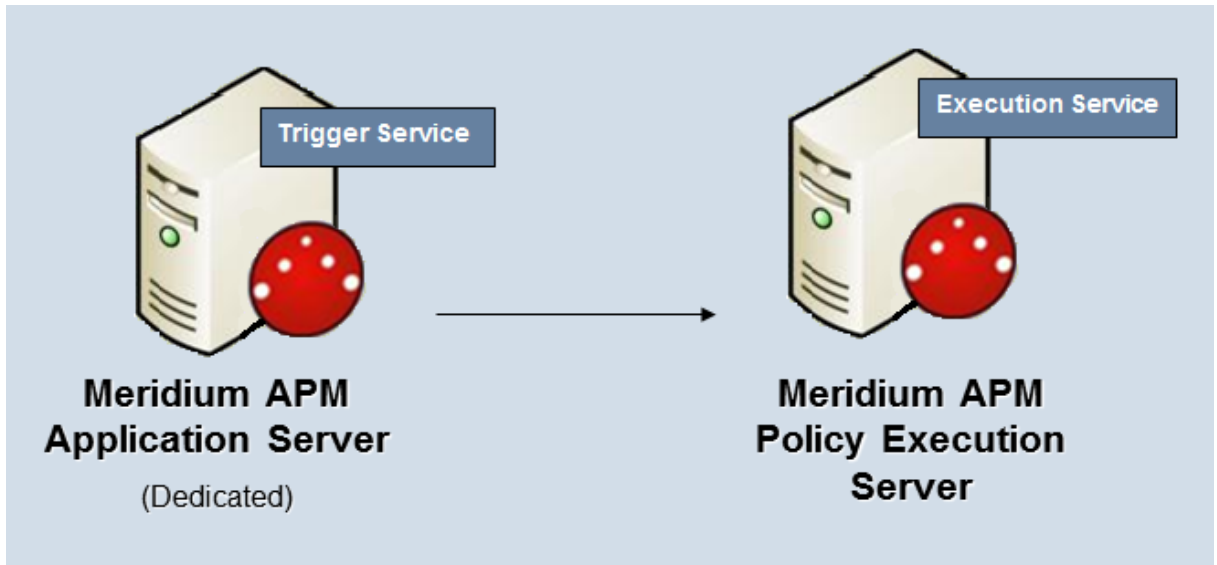 Trigger Service
Execution Service
Meridium APM
Application Server
(Dedicated)
Meridium APM
Policy Execution
Server